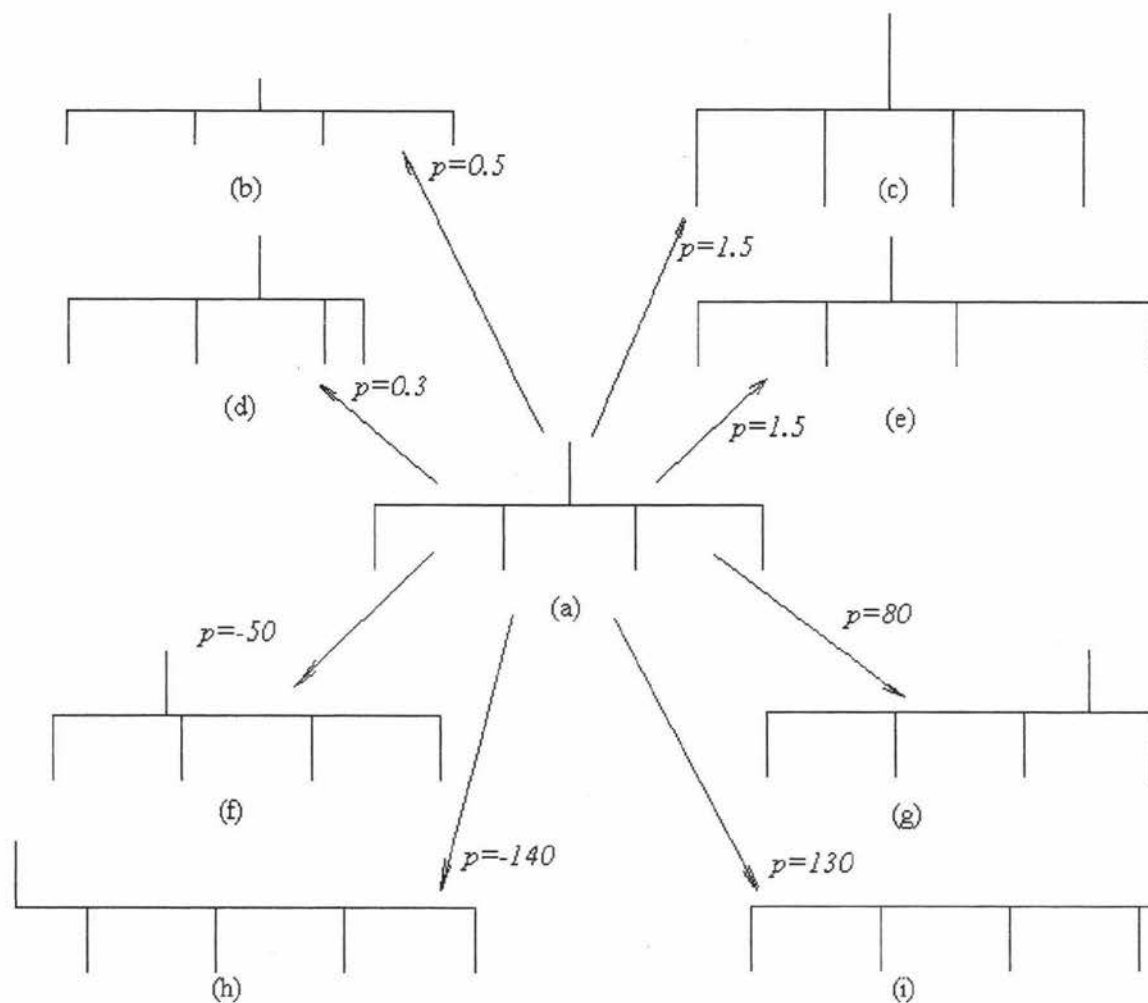 p=0.5
(b)
(c)
p=1.5
p=0.3
(d)
p=1.5
(e)
(a)
p=-50
p=80
(f)
(g)
p=-140
p=130
(h)
(i)